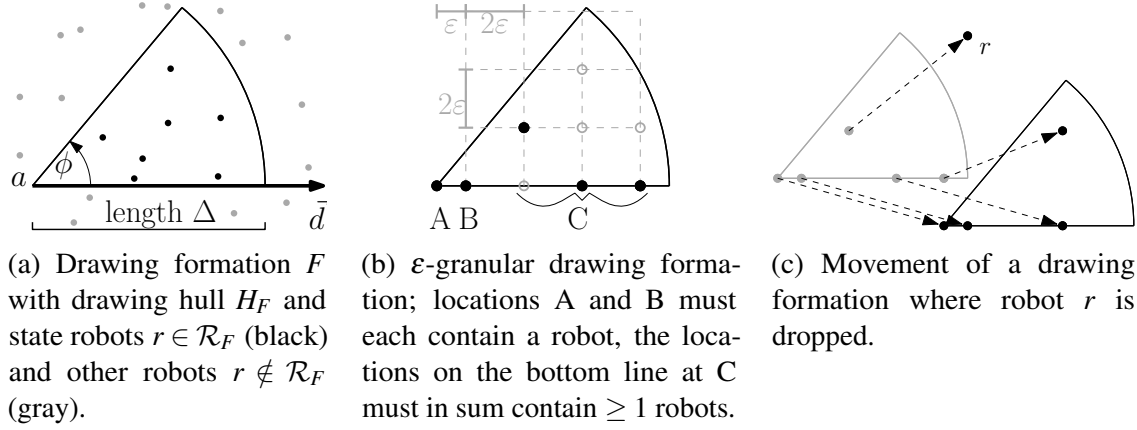 a
ϕ
length Δ
d̄
ε
2ε
2ε
A
B
C
r
(a) Drawing formation F
with drawing hull H_F and
state robots r ∈ R_F (black)
and other robots r ∉ R_F
(gray).
(b) ε-granular drawing forma-
tion; locations A and B must
each contain a robot, the loca-
tions on the bottom line at C
must in sum contain ≥ 1 robots.
(c) Movement of a drawing
formation where robot r is
dropped.